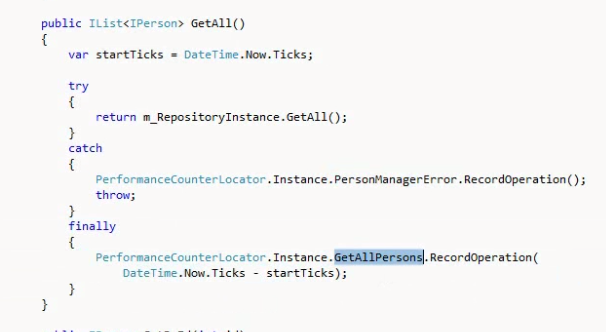 public IList<IPerson> GetAll()
{
var startTicks = DateTime.Now.Ticks;
try
{
return m_RepositoryInstance.GetAll();
}
catch
{
PerformanceCounterLocator.Instance.PersonManagerError.RecordOperation();
throw;
}
finally
{
PerformanceCounterLocator.Instance.GetAllPersons.RecordOperation(
DateTime.Now.Ticks - startTicks);
}
}